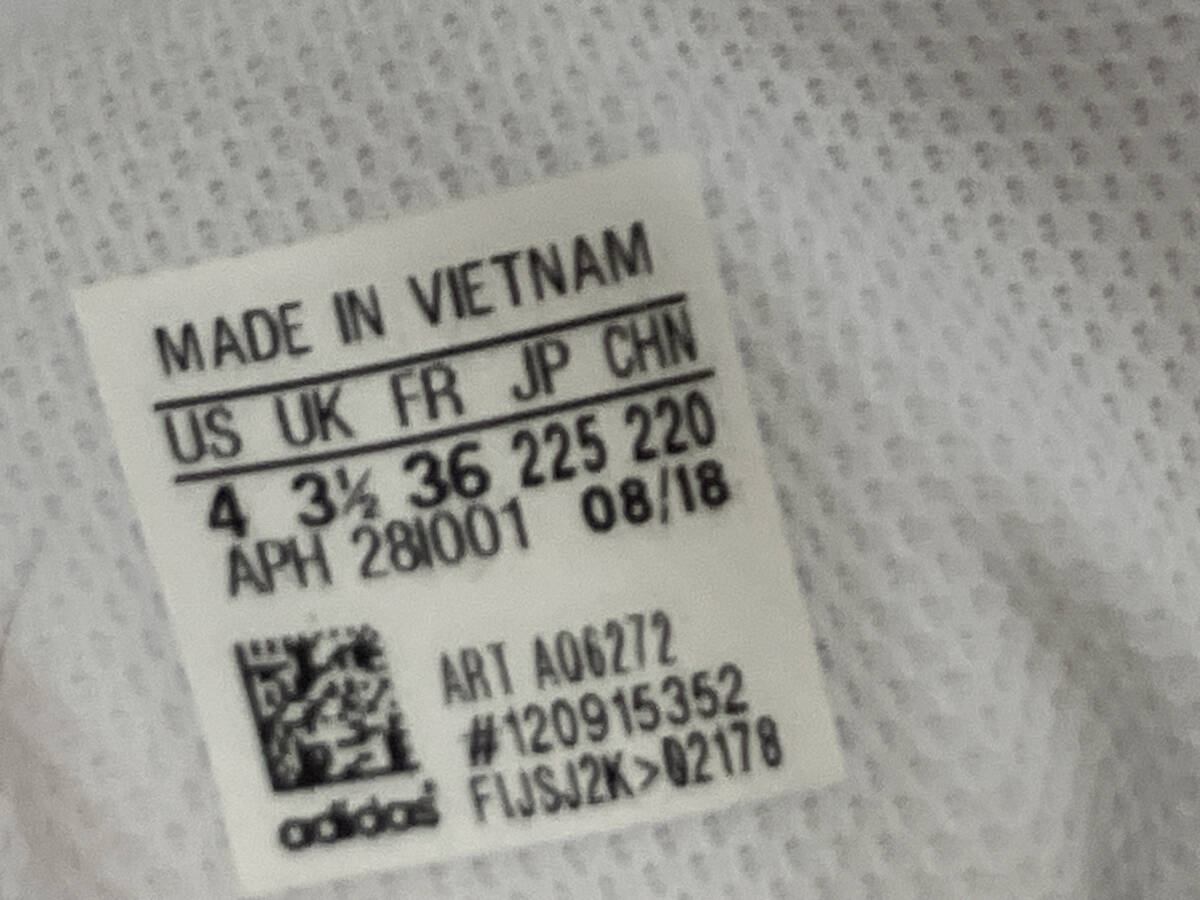 MADE IN VIETNAM
US UK FR JP CHN
4 3½ 36 225 220
APH 28I001 08/18
ART AQ6272
#120915352
FIJSJ2K>02178
adidas